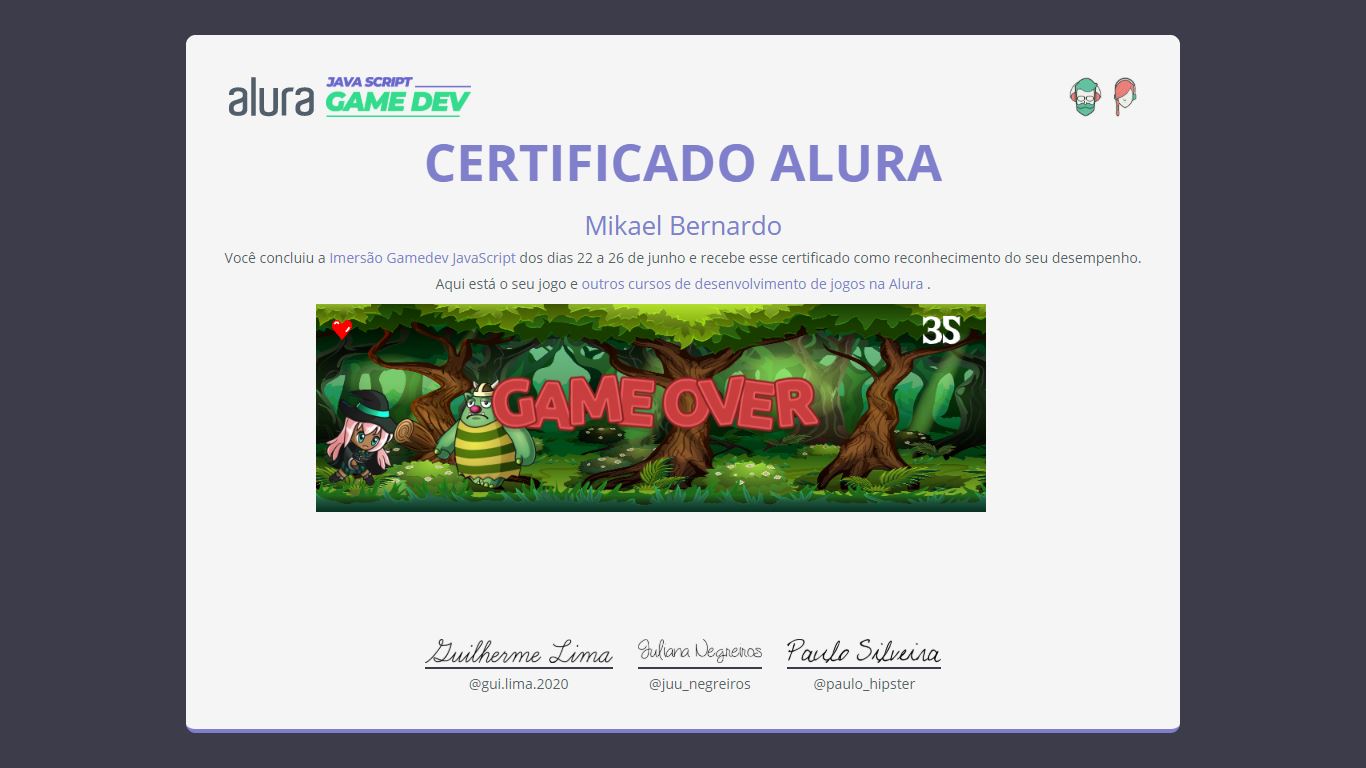 alura JAVA SCRIPT
GAME DEV
CERTIFICADO ALURA
Mikael Bernardo
Você concluiu a Imersão Gamedev JavaScript dos dias 22 a 26 de junho e recebe esse certificado como reconhecimento do seu desempenho.
Aqui está o seu jogo e outros cursos de desenvolvimento de jogos na Alura .
35
GAME OVER
Guilherme Lima Juliana Negreiros Paulo Silveira
@gui.lima.2020 @juu_negreiros @paulo_hipster